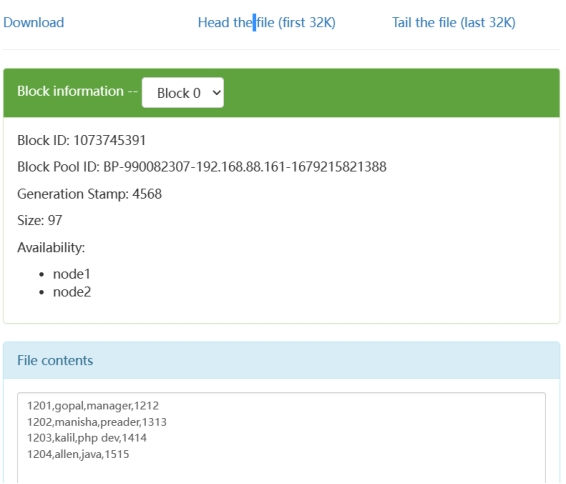 Download Head the file (first 32K) Tail the file (last 32K)
Block information -- Block 0
Block ID: 1073745391
Block Pool ID: BP-990082307-192.168.88.161-1679215821388
Generation Stamp: 4568
Size: 97
Availability:
node1
node2
File contents
1201,gopal,manager,1212
1202,manisha,preader,1313
1203,kalil,php dev,1414
1204,allen,java,1515